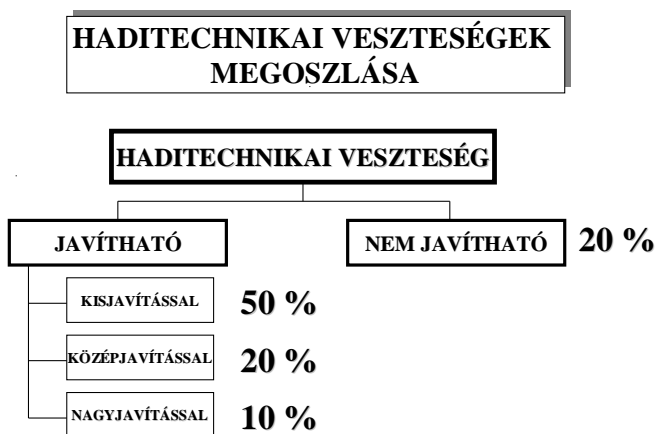 HADITECHNIKAI VESZTESÉGEK
MEGOSZLÁSA
HADITECHNIKAI VESZTESÉG
JAVÍTHATÓ
NEM JAVÍTHATÓ 20 %
KISJAVÍTÁSSAL 50 %
KÖZÉPJAVÍTÁSSAL 20 %
NAGYJAVÍTÁSSAL 10 %